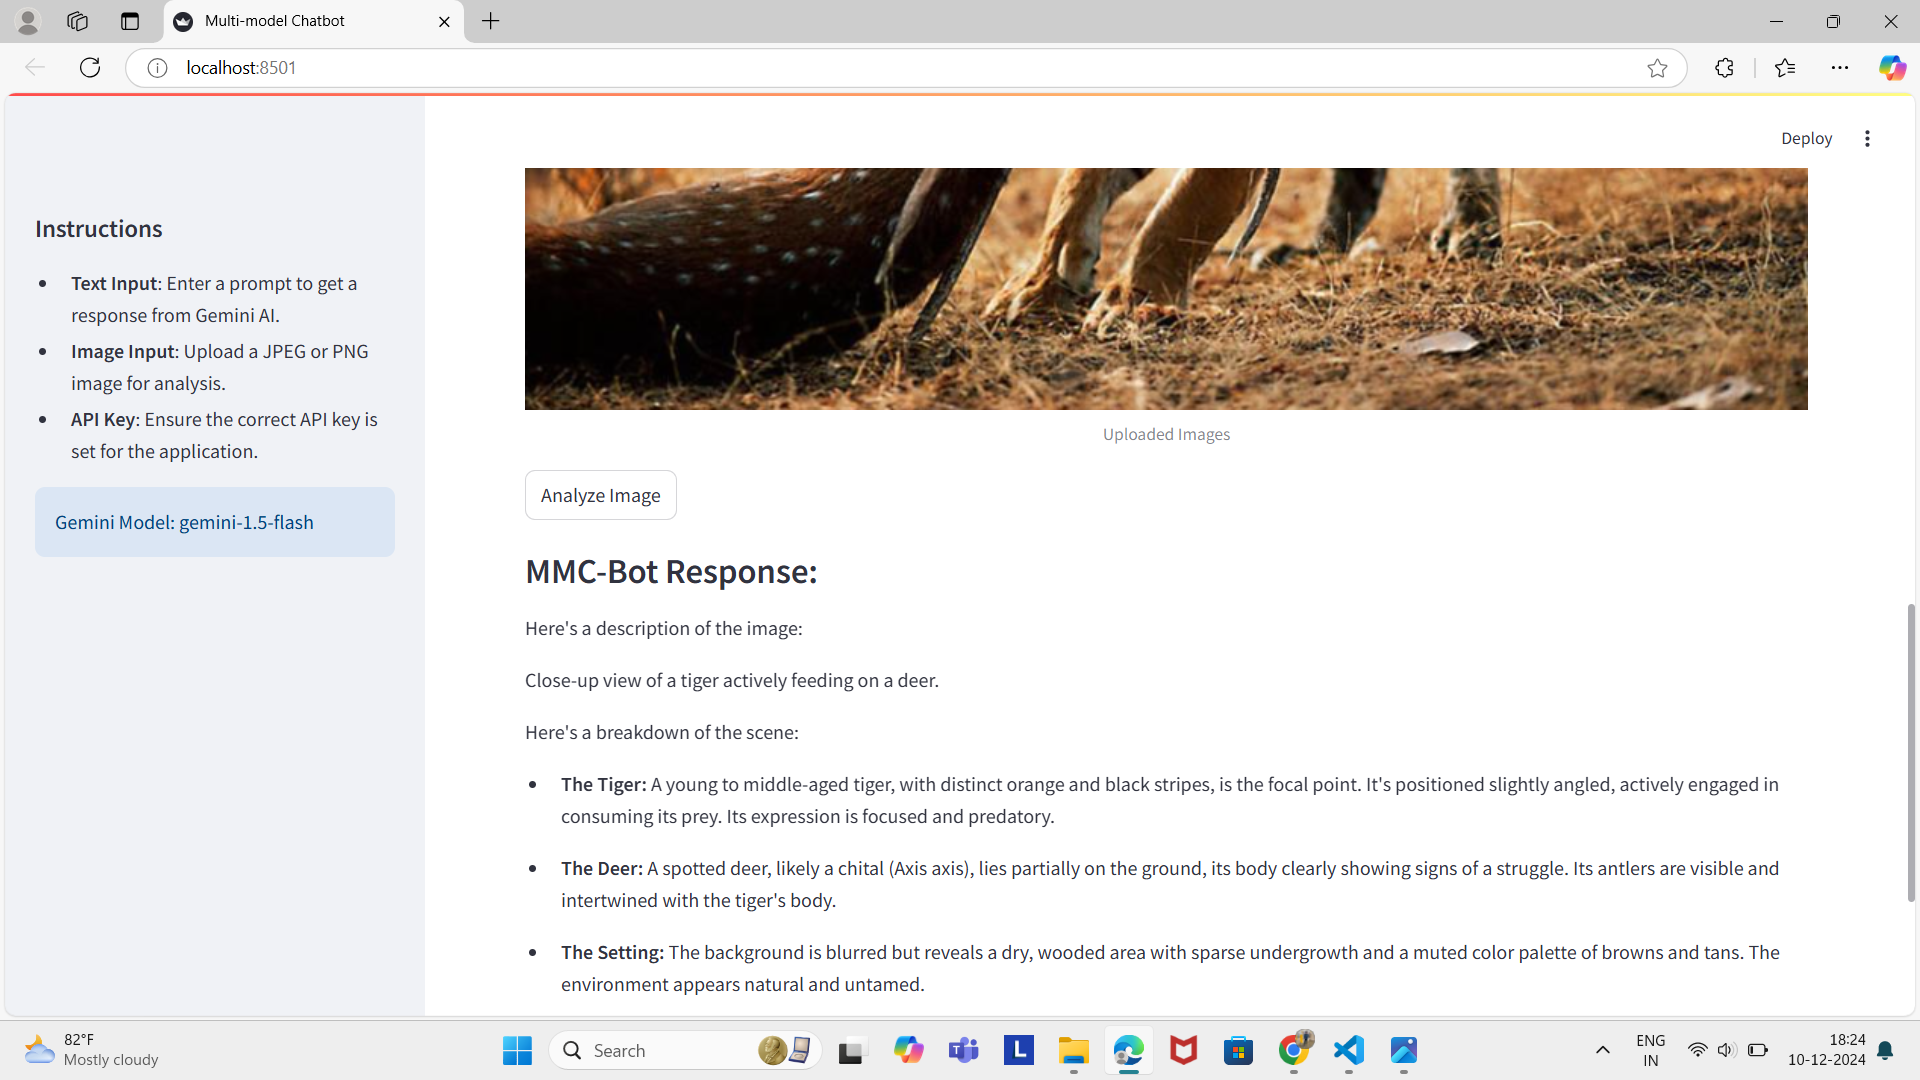 Multi-model Chatbot
localhost:8501
Deploy
Instructions
Text Input: Enter a prompt to get a
response from Gemini AI.
Image Input: Upload a JPEG or PNG
image for analysis.
API Key: Ensure the correct API key is
set for the application.
Gemini Model: gemini-1.5-flash
Uploaded Images
Analyze Image
MMC-Bot Response:
Here's a description of the image:
Close-up view of a tiger actively feeding on a deer.
Here's a breakdown of the scene:
The Tiger: A young to middle-aged tiger, with distinct orange and black stripes, is the focal point. It's positioned slightly angled, actively engaged in
consuming its prey. Its expression is focused and predatory.
The Deer: A spotted deer, likely a chital (Axis axis), lies partially on the ground, its body clearly showing signs of a struggle. Its antlers are visible and
intertwined with the tiger's body.
The Setting: The background is blurred but reveals a dry, wooded area with sparse undergrowth and a muted color palette of browns and tans. The
environment appears natural and untamed.
82°F
Mostly cloudy
Search
L
ENG
IN
18:24
10-12-2024